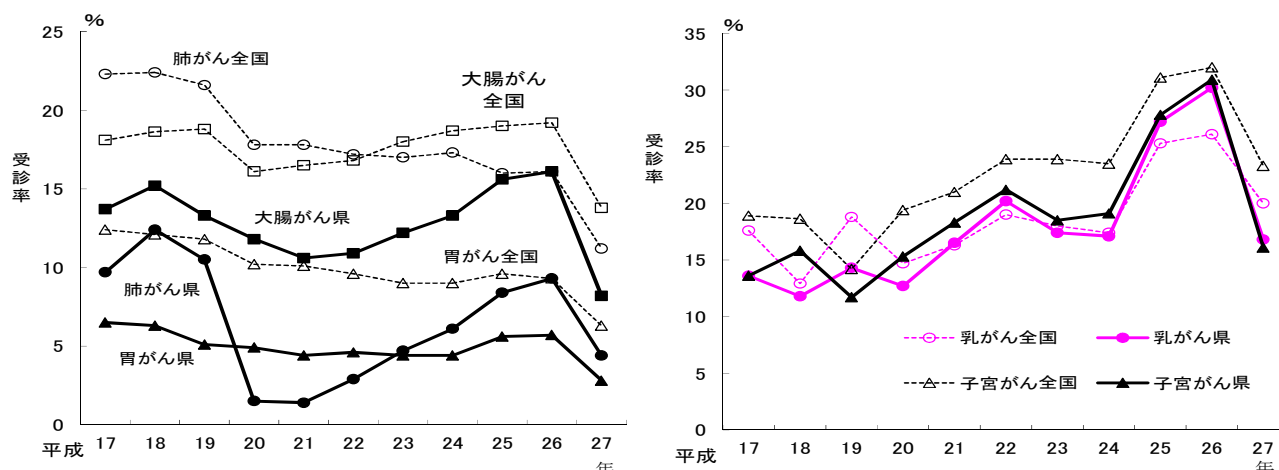 %
25
20
15
10
5
0
受診率
肺がん全国
大腸がん
全国
大腸がん県
胃がん全国
肺がん県
胃がん県
平成 17 18 19 20 21 22 23 24 25 26 27
年
%
35
30
25
20
15
10
5
0
受診率
乳がん全国 乳がん県
子宮がん全国 子宮がん県
平成 17 18 19 20 21 22 23 24 25 26 27
年